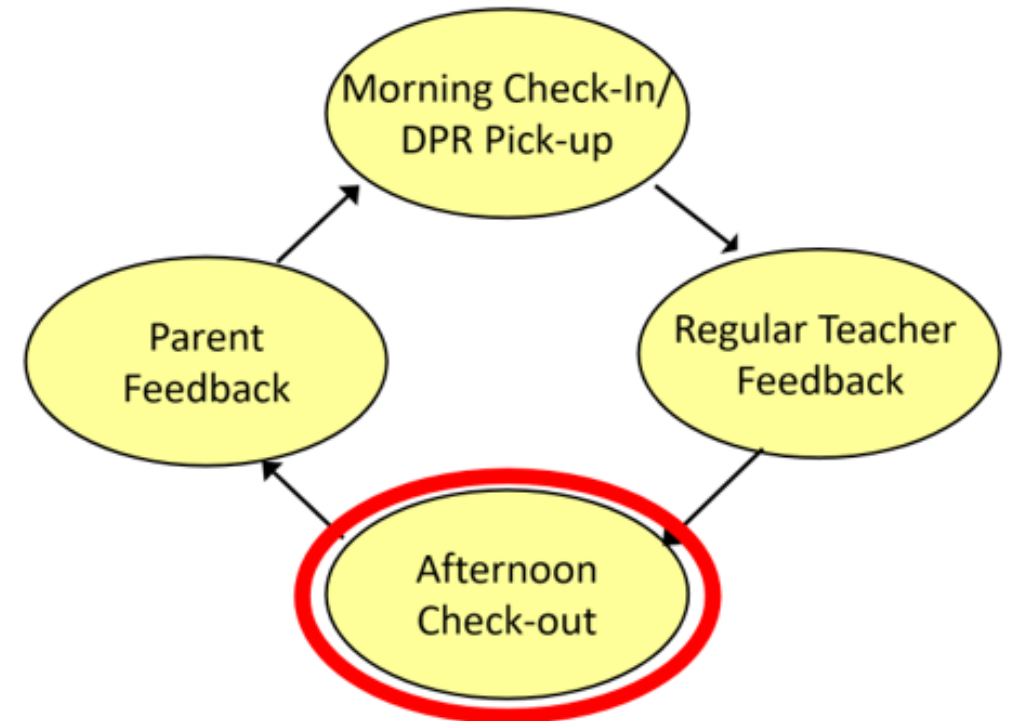 Morning Check-In/
DPR Pick-up
Regular Teacher
Feedback
Afternoon
Check-out
Parent
Feedback